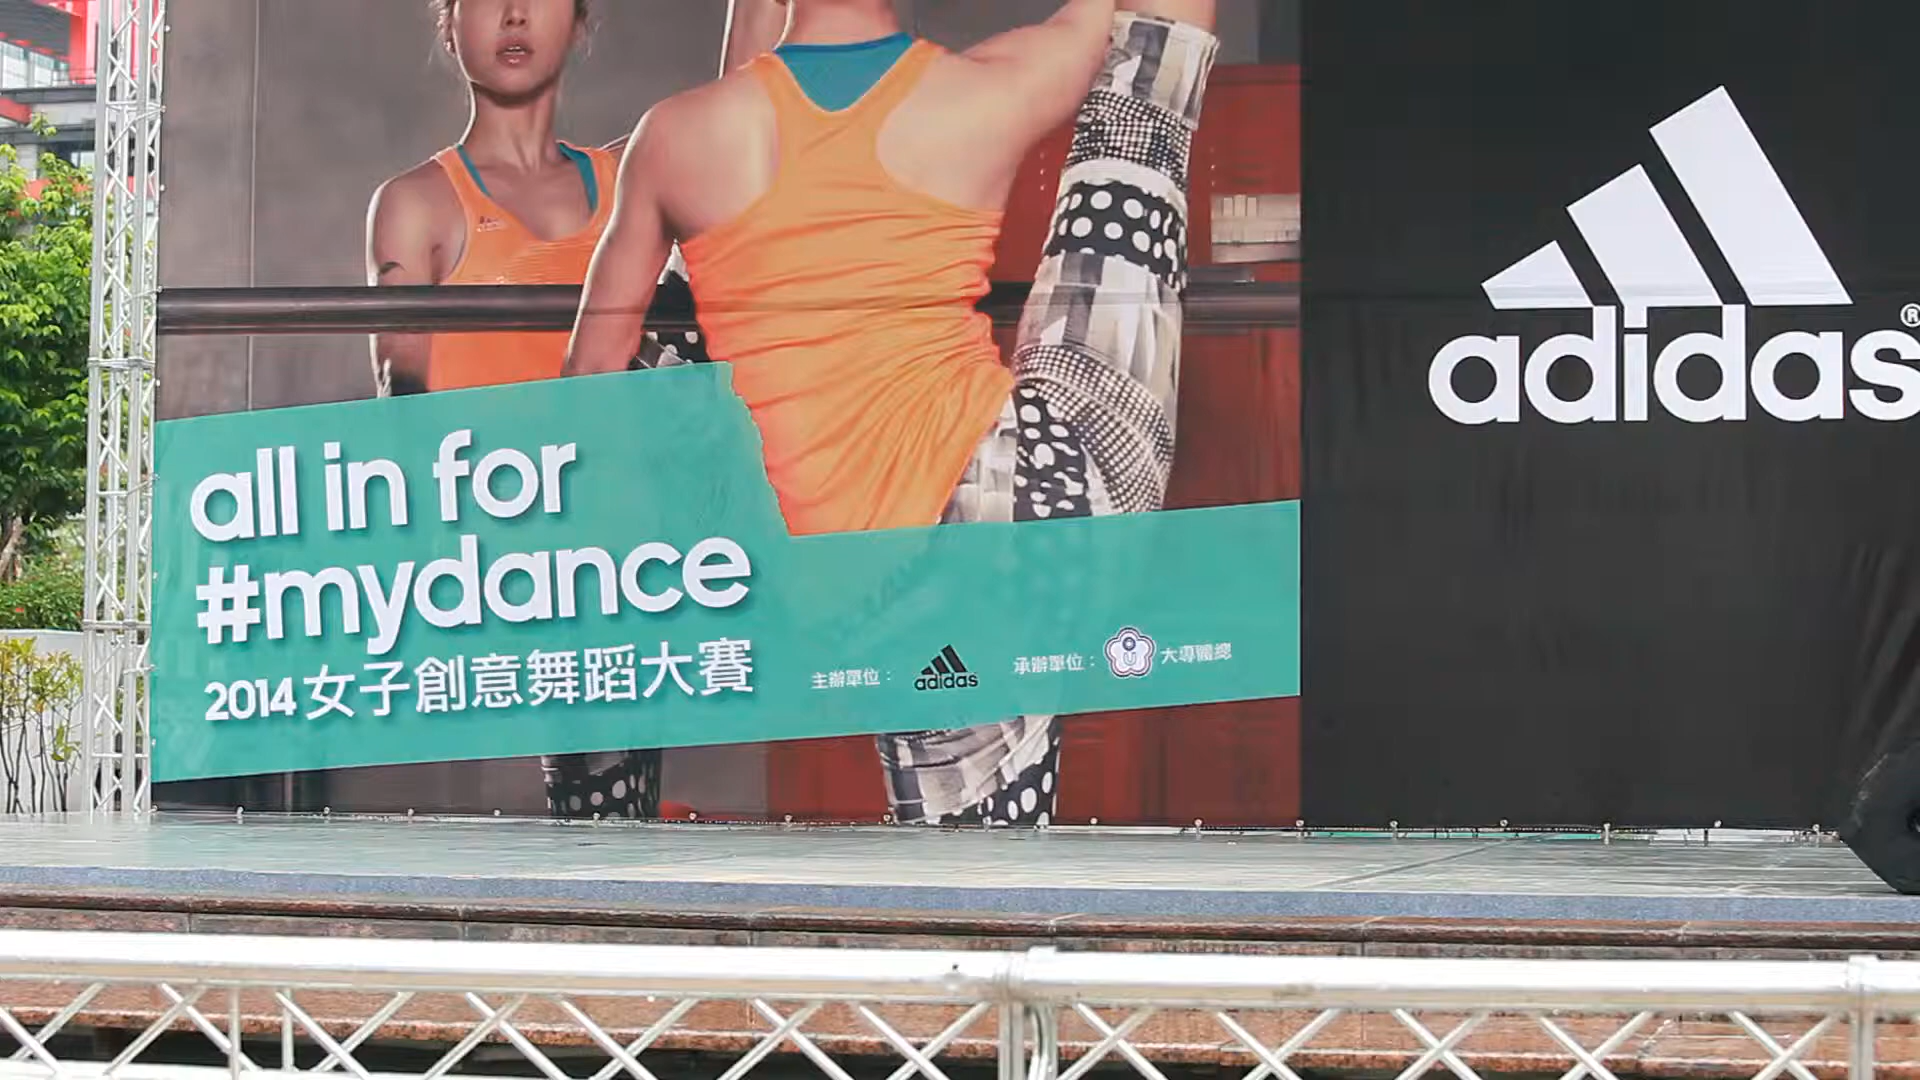 all in for
#mydance
2014女子創意舞蹈大賽
主辦單位：
adidas
承辦單位：
大專體總
adidas®